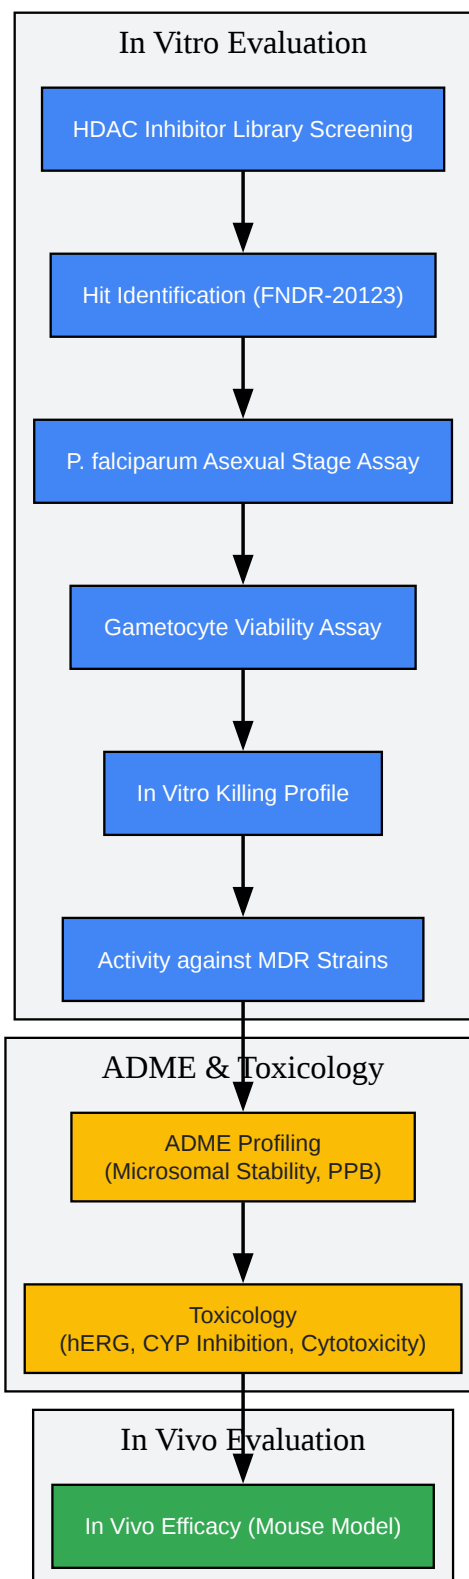 In Vitro Evaluation
HDAC Inhibitor Library Screening
Hit Identification (FNDR-20123)
P. falciparum Asexual Stage Assay
Gametocyte Viability Assay
In Vitro Killing Profile
Activity against MDR Strains
ADME & Toxicology
ADME Profiling
(Microsomal Stability, PPB)
Toxicology
(hERG, CYP Inhibition, Cytotoxicity)
In Vivo Evaluation
In Vivo Efficacy (Mouse Model)